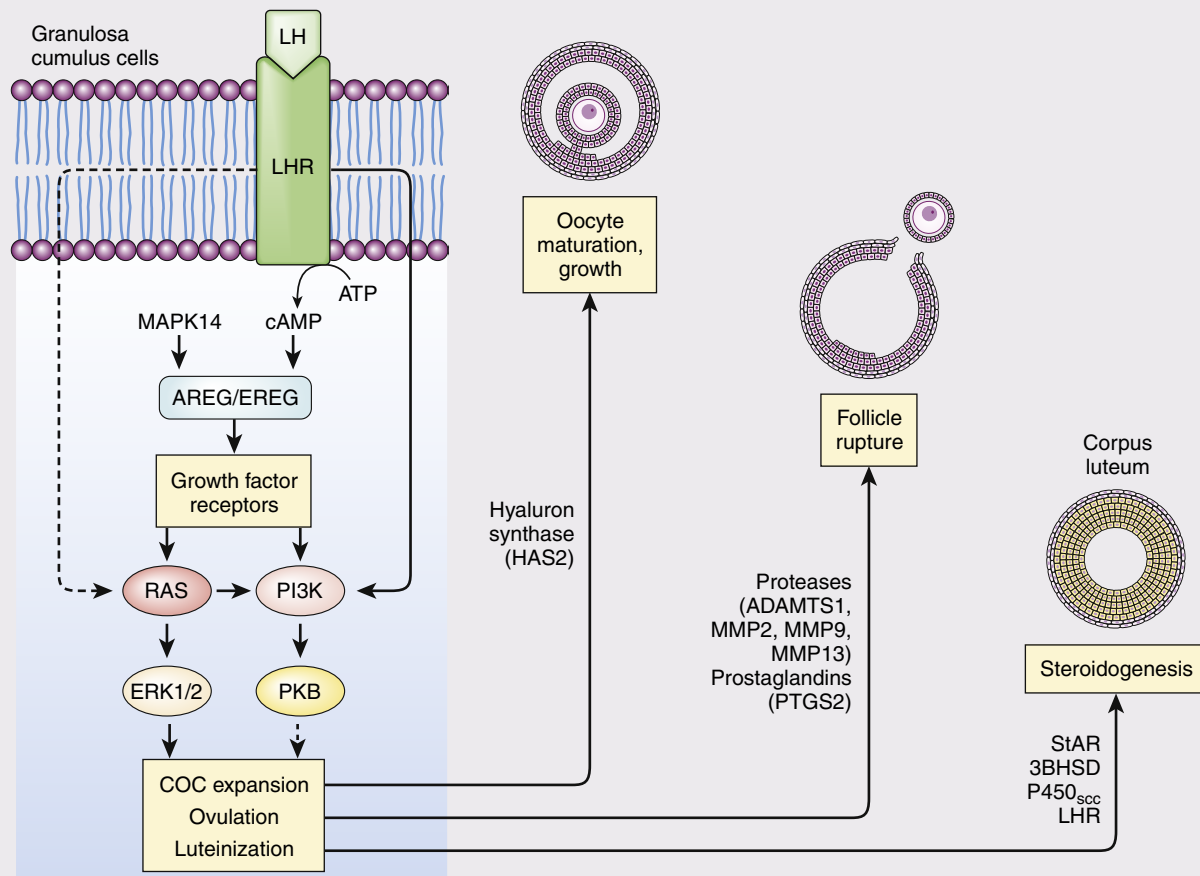 Granulosa
cumulus cells
LH
LHR
ATP
MAPK14
cAMP
AREG/EREG
Growth factor
receptors
RAS
PI3K
ERK1/2
PKB
COC expansion
Ovulation
Luteinization
Oocyte
maturation,
growth
Hyaluron
synthase
(HAS2)
Follicle
rupture
Proteases
(ADAMTS1,
MMP2, MMP9,
MMP13)
Prostaglandins
(PTGS2)
Corpus
luteum
Steroidogenesis
StAR
3BHSD
P450scc
LHR